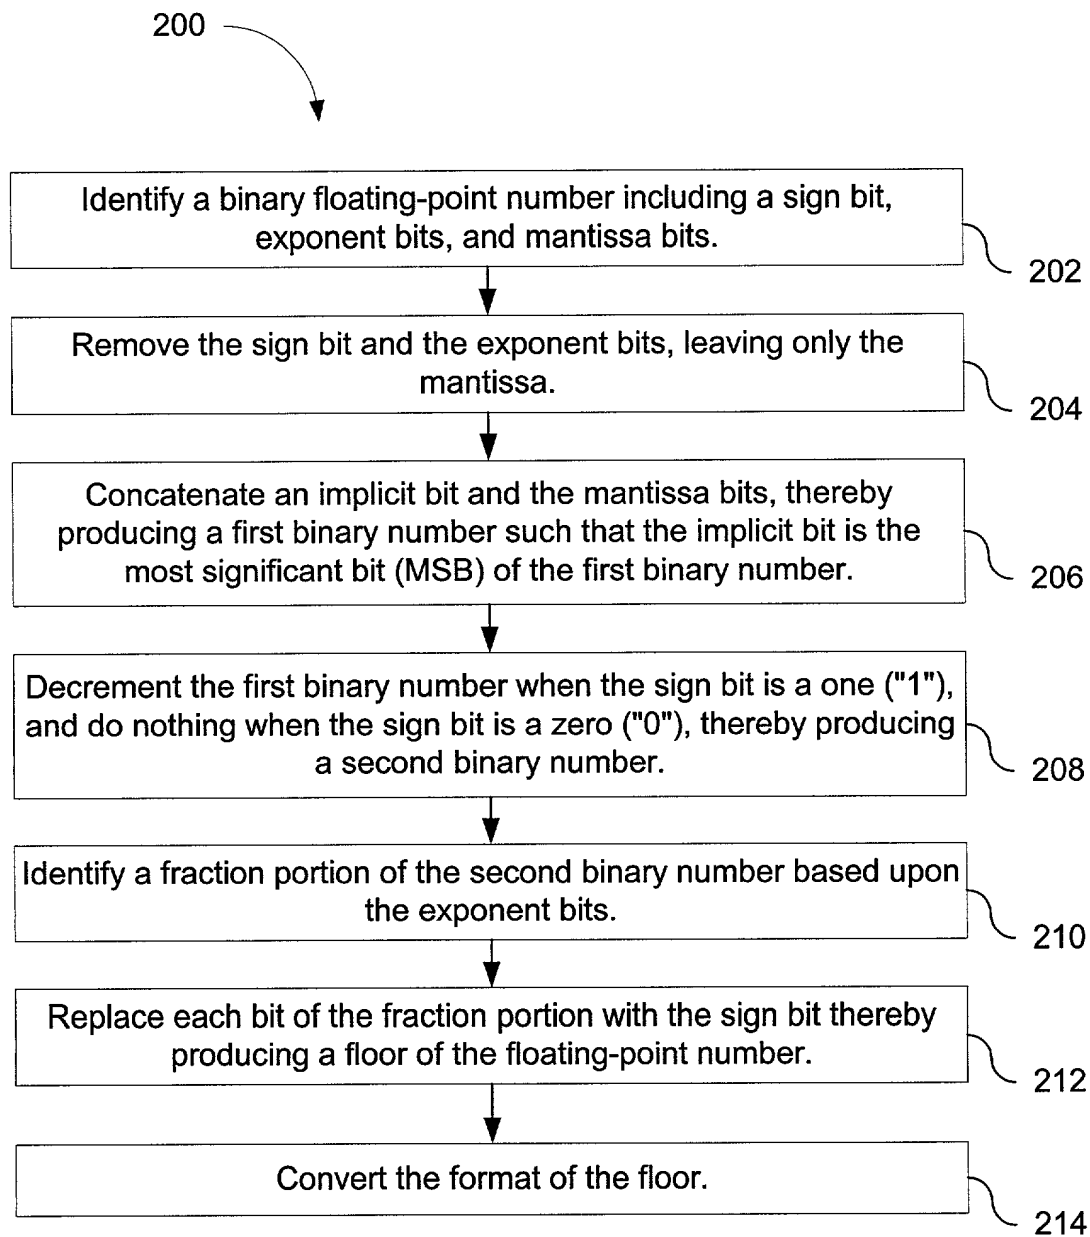 200
Identify a binary floating-point number including a sign bit,
exponent bits, and mantissa bits.
202
Remove the sign bit and the exponent bits, leaving only the
mantissa.
204
Concatenate an implicit bit and the mantissa bits, thereby
producing a first binary number such that the implicit bit is the
most significant bit (MSB) of the first binary number.
206
Decrement the first binary number when the sign bit is a one ("1"),
and do nothing when the sign bit is a zero ("0"), thereby producing
a second binary number.
208
Identify a fraction portion of the second binary number based upon
the exponent bits.
210
Replace each bit of the fraction portion with the sign bit thereby
producing a floor of the floating-point number.
212
Convert the format of the floor.
214